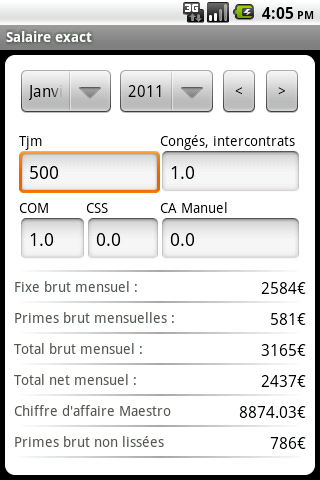 3G 4:05 PM
Salaire exact
Janvi 2011 < >
Tjm Congés, intercontrats
500 1.0
COM CSS CA Manuel
1.0 0.0 0.0
Fixe brut mensuel : 2584€
Primes brut mensuelles : 581€
Total brut mensuel : 3165€
Total net mensuel : 2437€
Chiffre d'affaire Maestro 8874.03€
Primes brut non lissées 786€